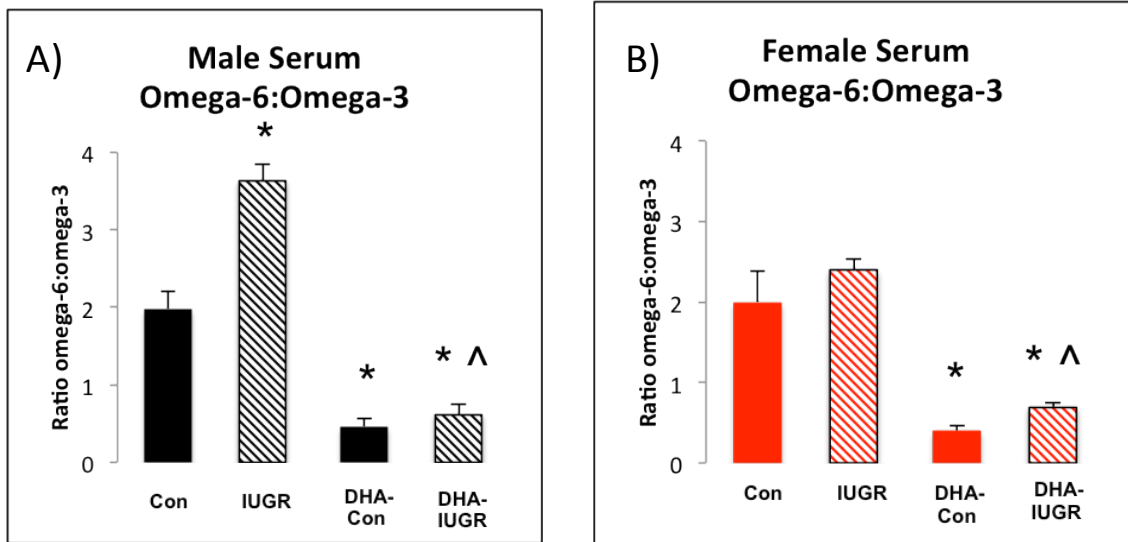 A)
Male Serum
Omega-6:Omega-3
Ratio omega-6:omega-3
4
3
2
1
0
*
*
* ^
Con
IUGR
DHA-
Con
DHA-
IUGR
B)
Female Serum
Omega-6:Omega-3
Ratio omega-6:omega-3
4
3
2
1
0
*
* ^
Con
IUGR
DHA-
Con
DHA-
IUGR